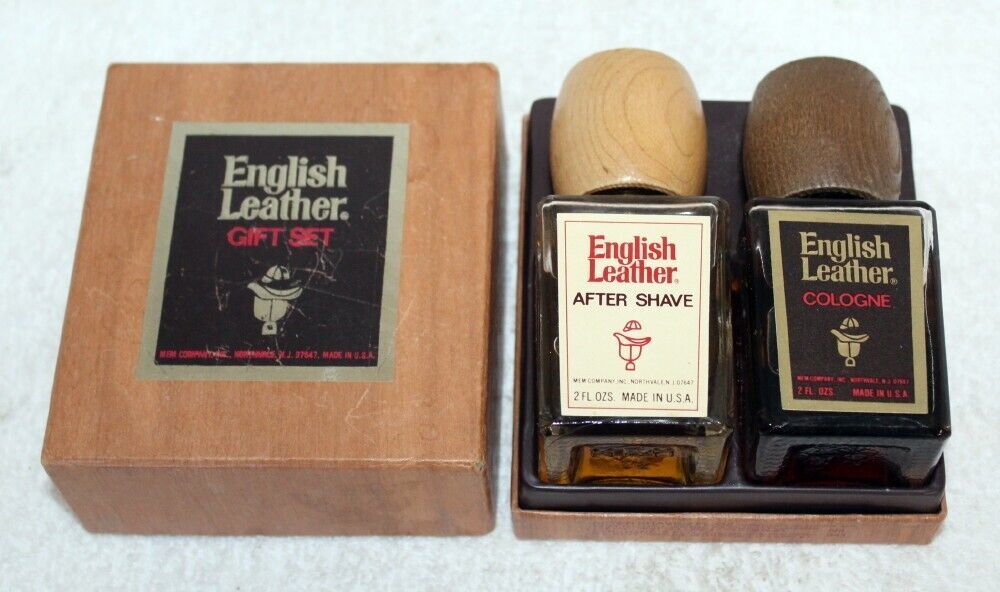 English
Leather®
GIFT SET
MEM COMPANY, INC., NORTHVALE, N.J. 07647, MADE IN U.S.A.
English
Leather®
AFTER SHAVE
MEM COMPANY, INC., NORTHVALE, N.J. 07647
2 FL. OZS. MADE IN U.S.A.
English
Leather®
COLOGNE
MEM COMPANY, INC., NORTHVALE, N.J. 07647
2 FL. OZS. MADE IN U.S.A.